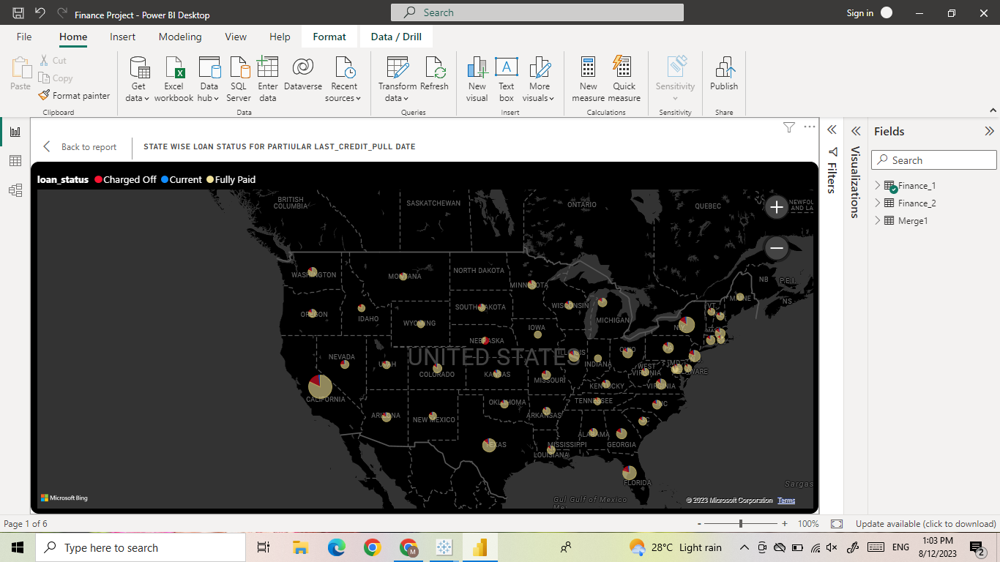 Finance Project - Power BI Desktop
Search
Sign in
File Home Insert Modeling View Help Format Data / Drill
Paste
Cut
Copy
Format painter
Clipboard
Get data
Excel workbook
Data hub
SQL Server
Enter data
Dataverse
Recent sources
Data
Transform data
Refresh
Queries
New visual
Text box
More visuals
Insert
New measure
Quick measure
Calculations
Sensitivity
Sensitivity
Publish
Share
Back to report
STATE WISE LOAN STATUS FOR PARTIULAR LAST_CREDIT_PULL DATE
loan_status Charged Off Current Fully Paid
BRITISH
COLUMBIA
SASKATCHEWAN
ONTARIO
QUEBEC
NEWFOU
AND LA
WASHINGTON
MONTANA
NORTH DAKOTA
MINNESOTA
NB
P.E.I.
NS
MAINE
VT
OREGON
IDAHO
WYOMING
SOUTH DAKOTA
WISCONSIN
MICHIGAN
NY
MASS
IOWA
NEBRASKA
NEVADA
UTAH
COLORADO
UNITED STATES
ILLINOIS
INDIANA
OHIO
PA
MD
DELAWARE
WEST
VIRGINIA
VIRGINIA
CALIFORNIA
KANSAS
MISSOURI
KENTUCKY
ARIZONA
NEW MEXICO
OKLAHOMA
ARKANSAS
TENNESSEE
NC
SC
TEXAS
LOUISIANA
MISSISSIPPI
ALABAMA
GEORGIA
FLORIDA
Gulf Gulf of Mexico
Sargas
Microsoft Bing
© 2023 Microsoft Corporation Terms
Filters
Visualizations
Fields
Search
Finance_1
Finance_2
Merge1
Page 1 of 6
- + 100%
Update available (click to download)
Type here to search
M
28°C Light rain
ENG
1:03 PM
8/12/2023
2